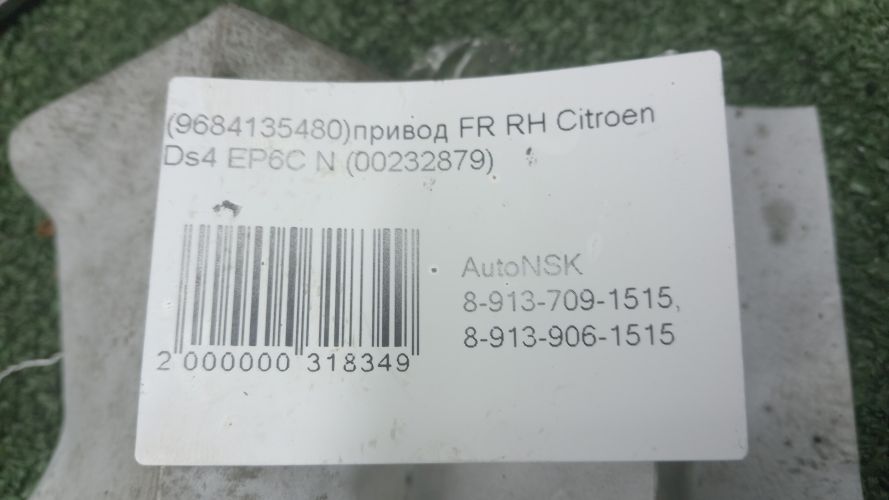 (9684135480)привод FR RH Citroen
Ds4 EP6C N (00232879)
AutoNSK
8-913-709-1515,
8-913-906-1515
2 000000 318349